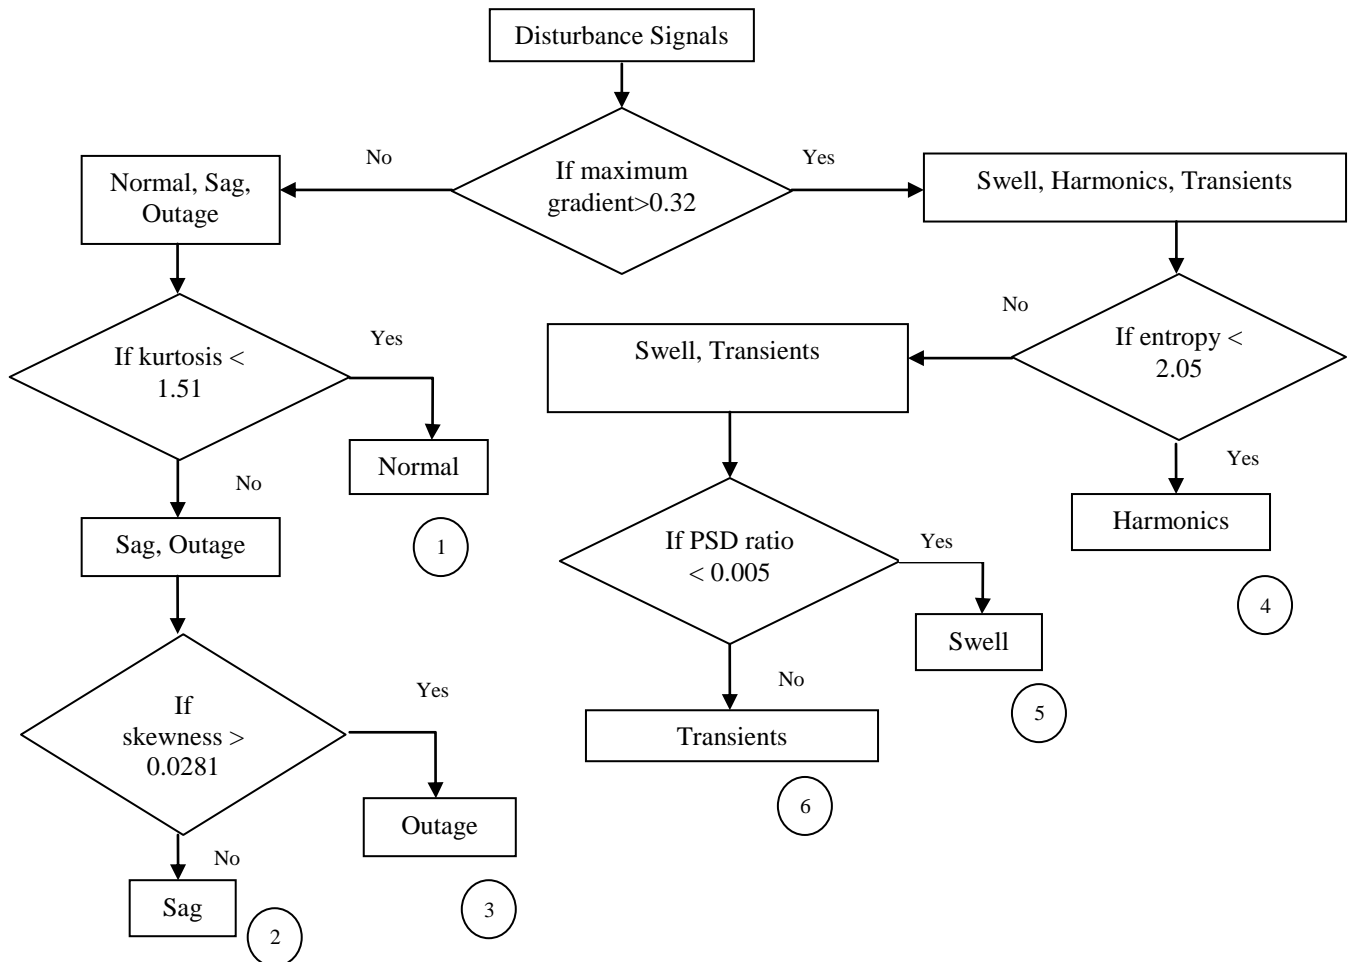 Disturbance Signals
No
Yes
If maximum
gradient>0.32
Normal, Sag,
Outage
Swell, Harmonics, Transients
No
Yes
If kurtosis <
1.51
Swell, Transients
If entropy <
2.05
Normal
No
Yes
Sag, Outage
1
If PSD ratio
< 0.005
Yes
Harmonics
4
Swell
If
skewness >
0.0281
Yes
No
5
Transients
6
Outage
No
Sag
3
2